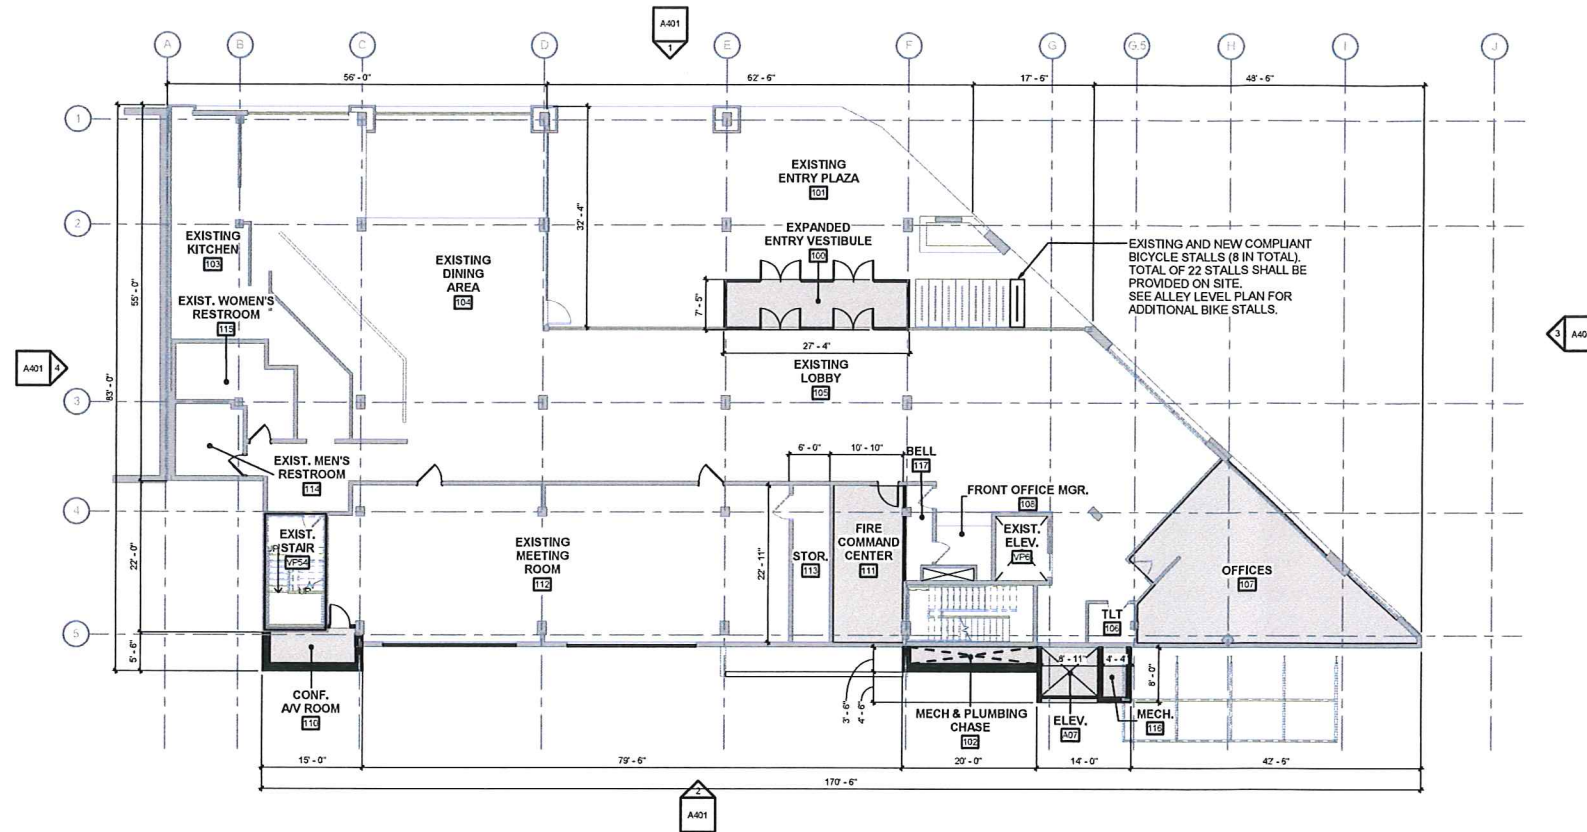 A401
1
A
B
C
D
E
F
G
G.5
H
I
J
56' - 0"
62' - 6"
17' - 6"
48' - 6"
1
2
3
4
5
EXISTING
ENTRY PLAZA
101
EXISTING
KITCHEN
103
EXISTING
DINING
AREA
104
32' - 4"
EXPANDED
ENTRY VESTIBULE
100
EXISTING AND NEW COMPLIANT
BICYCLE STALLS (8 IN TOTAL).
TOTAL OF 22 STALLS SHALL BE
PROVIDED ON SITE.
SEE ALLEY LEVEL PLAN FOR
ADDITIONAL BIKE STALLS.
55' - 0"
83' - 0"
EXIST. WOMEN'S
RESTROOM
115
7' - 5"
27' - 4"
EXISTING
LOBBY
105
A401
4
3
EXIST. MEN'S
RESTROOM
114
6' - 0"
10' - 10"
BELL
117
FRONT OFFICE MGR.
108
EXIST.
STAIR
VP54
UP
22' - 0"
EXISTING
MEETING
ROOM
112
22' - 11"
STOR.
113
FIRE
COMMAND
CENTER
111
EXIST.
ELEV.
OFFICES
107
TLT
106
5' - 6"
CONF.
A/V ROOM
110
3' - 6"
4' - 6"
MECH & PLUMBING
CHASE
102
4' - 4"
8' - 0"
ELEV.
A07
MECH.
116
15' - 0"
79' - 6"
20' - 0"
14' - 0"
42' - 6"
170' - 6"
2
A401